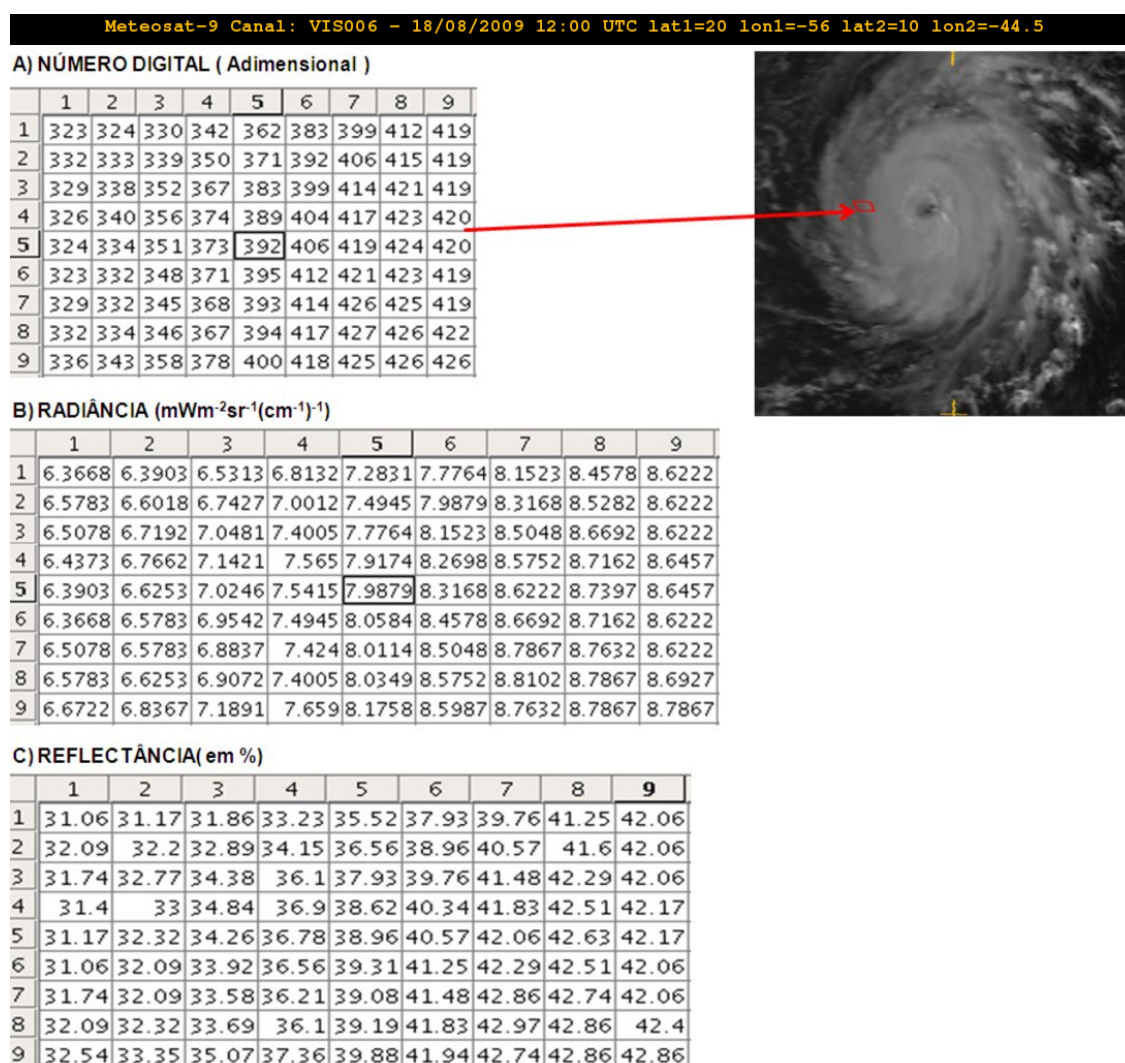 Meteosat-9 Canal: VIS006 - 18/08/2009 12:00 UTC lat1=20 lon1=-56 lat2=10 lon2=-44.5
A) NÚMERO DIGITAL ( Adimensional )
1 2 3 4 5 6 7 8 9
1 323 324 330 342 362 383 399 412 419
2 332 333 339 350 371 392 406 415 419
3 329 338 352 367 383 399 414 421 419
4 326 340 356 374 389 404 417 423 420
5 324 334 351 373 392 406 419 424 420
6 323 332 348 371 395 412 421 423 419
7 329 332 345 368 393 414 426 425 419
8 332 334 346 367 394 417 427 426 422
9 336 343 358 378 400 418 425 426 426
B) RADIÂNCIA (mWm-2sr-1(cm-1)-1)
1 2 3 4 5 6 7 8 9
1 6.3668 6.3903 6.5313 6.8132 7.2831 7.7764 8.1523 8.4578 8.6222
2 6.5783 6.6018 6.7427 7.0012 7.4945 7.9879 8.3168 8.5282 8.6222
3 6.5078 6.7192 7.0481 7.4005 7.7764 8.1523 8.5048 8.6692 8.6222
4 6.4373 6.7662 7.1421 7.565 7.9174 8.2698 8.5752 8.7162 8.6457
5 6.3903 6.6253 7.0246 7.5415 7.9879 8.3168 8.6222 8.7397 8.6457
6 6.3668 6.5783 6.9542 7.4945 8.0584 8.4578 8.6692 8.7162 8.6222
7 6.5078 6.5783 6.8837 7.424 8.0114 8.5048 8.7867 8.7632 8.6222
8 6.5783 6.6253 6.9072 7.4005 8.0349 8.5752 8.8102 8.7867 8.6927
9 6.6722 6.8367 7.1891 7.659 8.1758 8.5987 8.7632 8.7867 8.7867
C) REFLECTÂNCIA( em %)
1 2 3 4 5 6 7 8 9
1 31.06 31.17 31.86 33.23 35.52 37.93 39.76 41.25 42.06
2 32.09 32.2 32.89 34.15 36.56 38.96 40.57 41.6 42.06
3 31.74 32.77 34.38 36.1 37.93 39.76 41.48 42.29 42.06
4 31.4 33 34.84 36.9 38.62 40.34 41.83 42.51 42.17
5 31.17 32.32 34.26 36.78 38.96 40.57 42.06 42.63 42.17
6 31.06 32.09 33.92 36.56 39.31 41.25 42.29 42.51 42.06
7 31.74 32.09 33.58 36.21 39.08 41.48 42.86 42.74 42.06
8 32.09 32.32 33.69 36.1 39.19 41.83 42.97 42.86 42.4
9 32.54 33.35 35.07 37.36 39.88 41.94 42.74 42.86 42.86